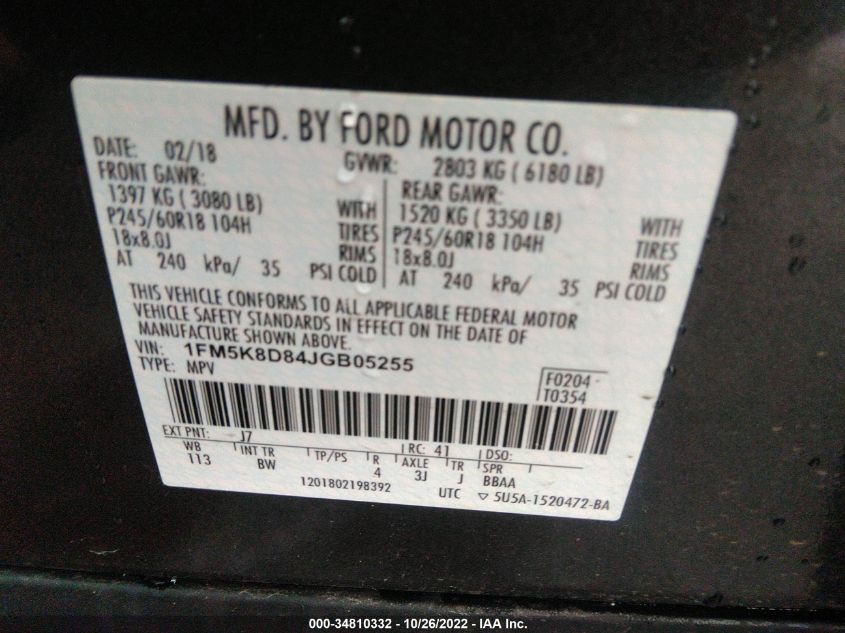 MFD. BY FORD MOTOR CO.
DATE: 02/18 GVWR: 2803 KG ( 6180 LB)
FRONT GAWR: REAR GAWR:
1397 KG ( 3080 LB) WITH 1520 KG ( 3350 LB) WITH
P245/60R18 104H TIRES P245/60R18 104H TIRES
18x8.0J RIMS 18x8.0J RIMS
AT 240 kPa/ 35 PSI COLD AT 240 kPa/ 35 PSI COLD
THIS VEHICLE CONFORMS TO ALL APPLICABLE FEDERAL MOTOR
VEHICLE SAFETY STANDARDS IN EFFECT ON THE DATE OF
MANUFACTURE SHOWN ABOVE.
VIN: 1FM5K8D84JGB05255
TYPE: MPV
F0204
T0354
EXT PNT: J7 RC: 41 DSO:
WB INT TR TP/PS R AXLE TR SPR
113 BW 4 3J J BBAA
1201802198392 UTC ▽ 5U5A-1520472-BA
000-34810332 - 10/26/2022 - IAA Inc.